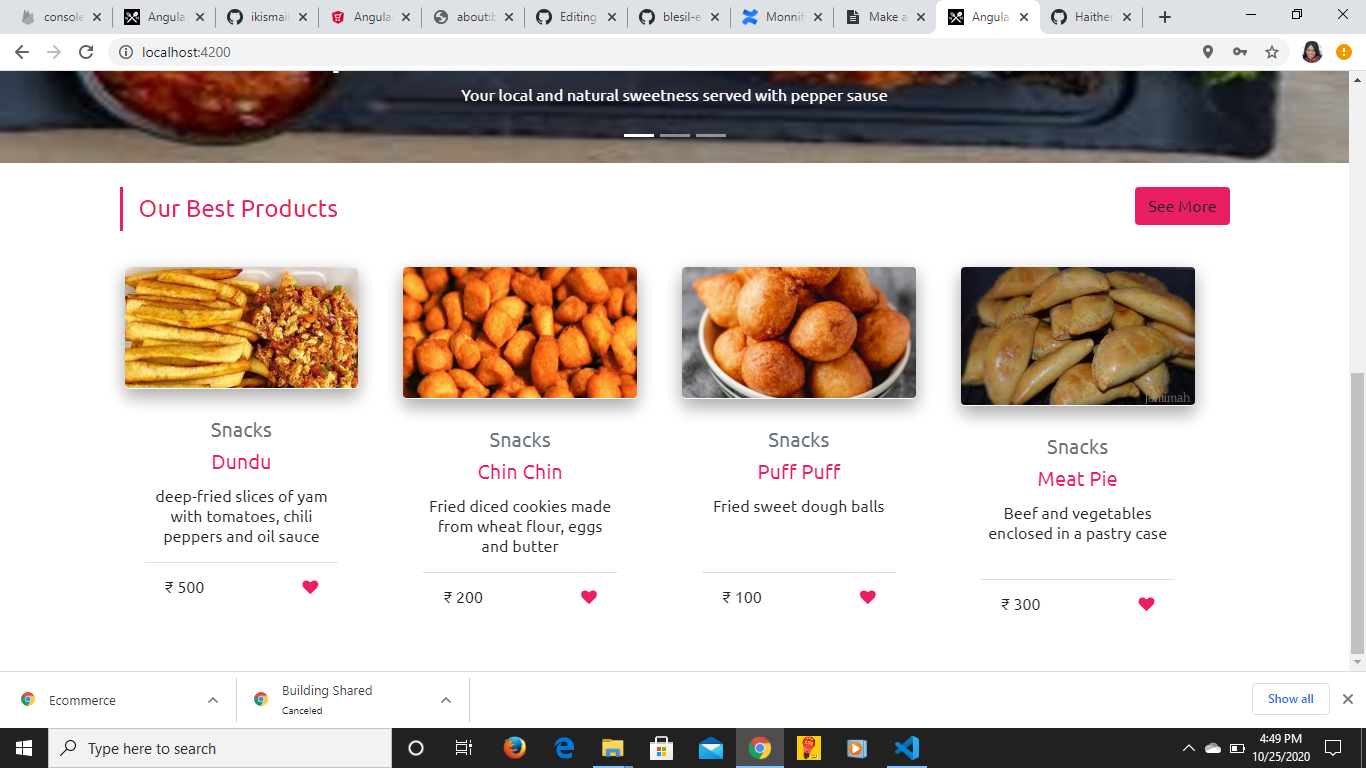 console
Angula
ikismail
Angula
about:b
Editing
blesil-e
Monnif
Make a
Angula
Haither
localhost:4200
Your local and natural sweetness served with pepper sause
Our Best Products
See More
Jemimah
Snacks
Dundu
deep-fried slices of yam
with tomatoes, chili
peppers and oil sauce
₹ 500
Snacks
Chin Chin
Fried diced cookies made
from wheat flour, eggs
and butter
₹ 200
Snacks
Puff Puff
Fried sweet dough balls
₹ 100
Snacks
Meat Pie
Beef and vegetables
enclosed in a pastry case
₹ 300
Ecommerce
Building Shared
Canceled
Show all
Type here to search
4:49 PM
10/25/2020